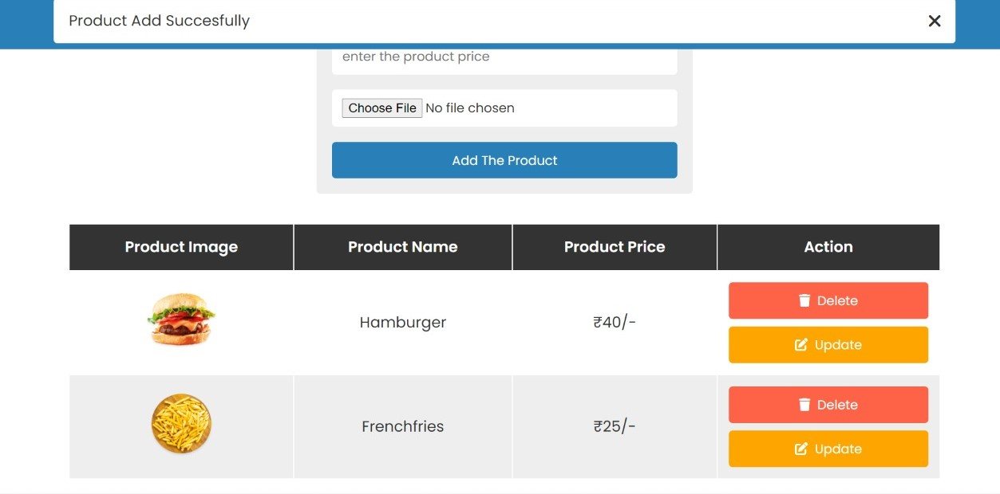 Product Add Succesfully
enter the product price
Choose File No file chosen
Add The Product
Product Image Product Name Product Price Action
Hamburger ₹40/- Delete
Update
Frenchfries ₹25/- Delete
Update